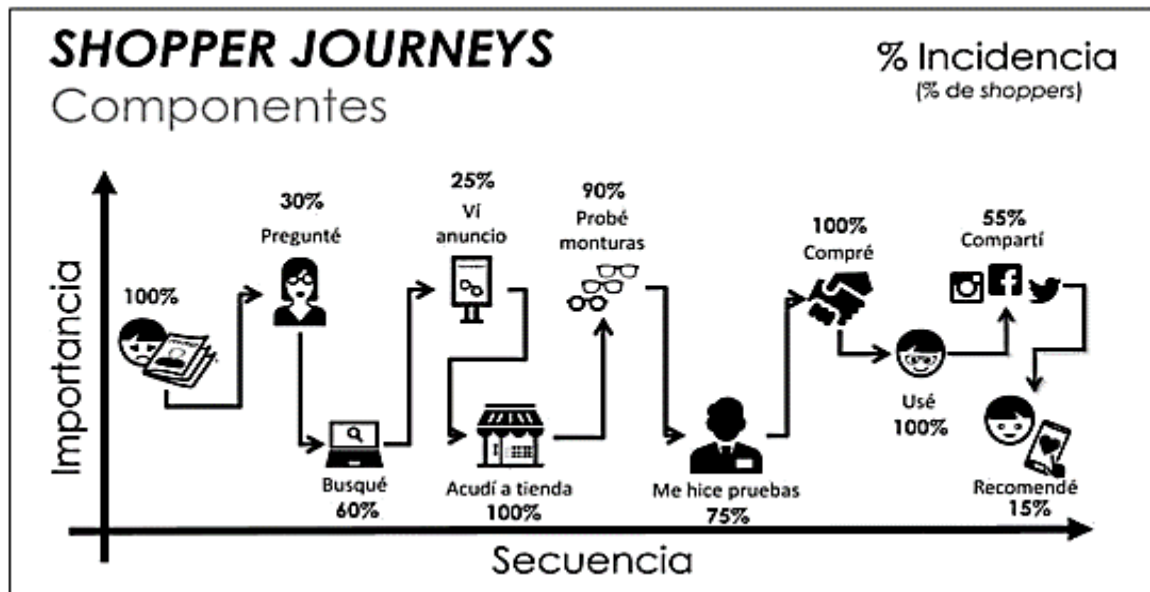 SHOPPER JOURNEYS
Componentes
% Incidencia
(% de shoppers)
Importancia
100%
30%
Pregunté
Busqué
60%
25%
Ví
anuncio
Acudí a tienda
100%
90%
Probé
monturas
Me hice pruebas
75%
100%
Compré
Usé
100%
55%
Compartí
Recomendé
15%
Secuencia